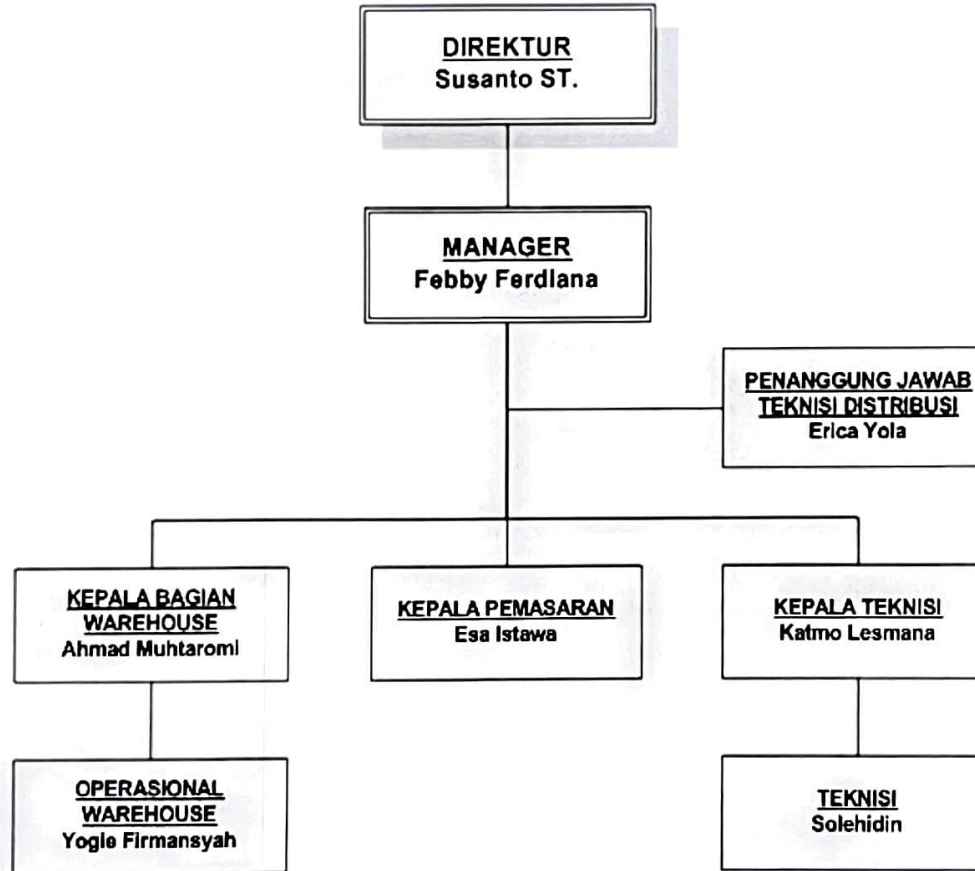 DIREKTUR
Susanto ST.
MANAGER
Febby Ferdiana
PENANGGUNG JAWAB
TEKNISI DISTRIBUSI
Erica Yola
KEPALA BAGIAN
WAREHOUSE
Ahmad Muhtaromi
KEPALA PEMASARAN
Esa Istawa
KEPALA TEKNISI
Katmo Lesmana
OPERASIONAL
WAREHOUSE
Yogie Firmansyah
TEKNISI
Solehidin